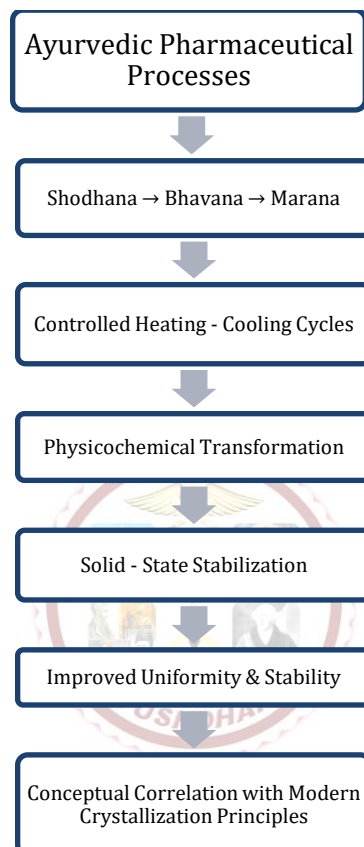 Ayurvedic Pharmaceutical
Processes
Shodhana → Bhavana → Marana
Controlled Heating - Cooling Cycles
Physicochemical Transformation
Solid - State Stabilization
Improved Uniformity & Stability
Conceptual Correlation with Modern
Crystallization Principles